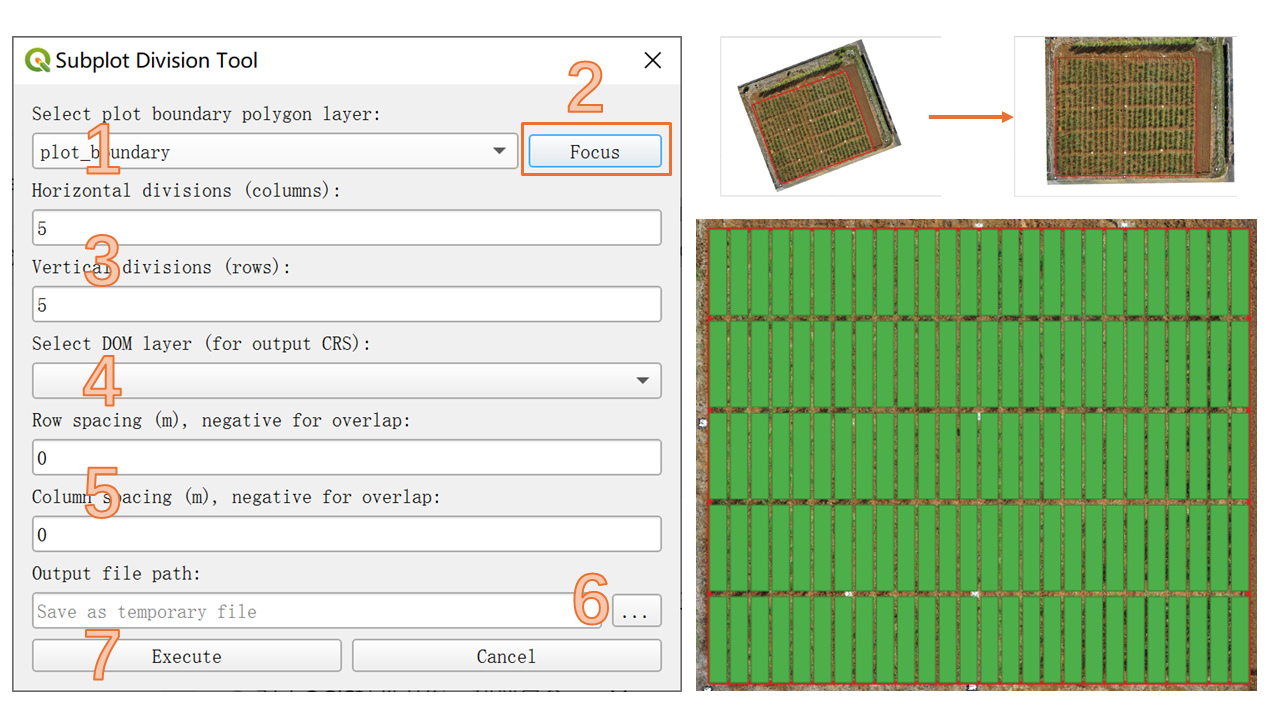 Subplot Division Tool
2
Select plot boundary polygon layer:
1
plot_boundary
Focus
Horizontal divisions (columns):
5
3
Vertical divisions (rows):
5
Select DOM layer (for output CRS):
4
Row spacing (m), negative for overlap:
0
5
Column spacing (m), negative for overlap:
0
Output file path:
6
Save as temporary file
...
7
Execute
Cancel